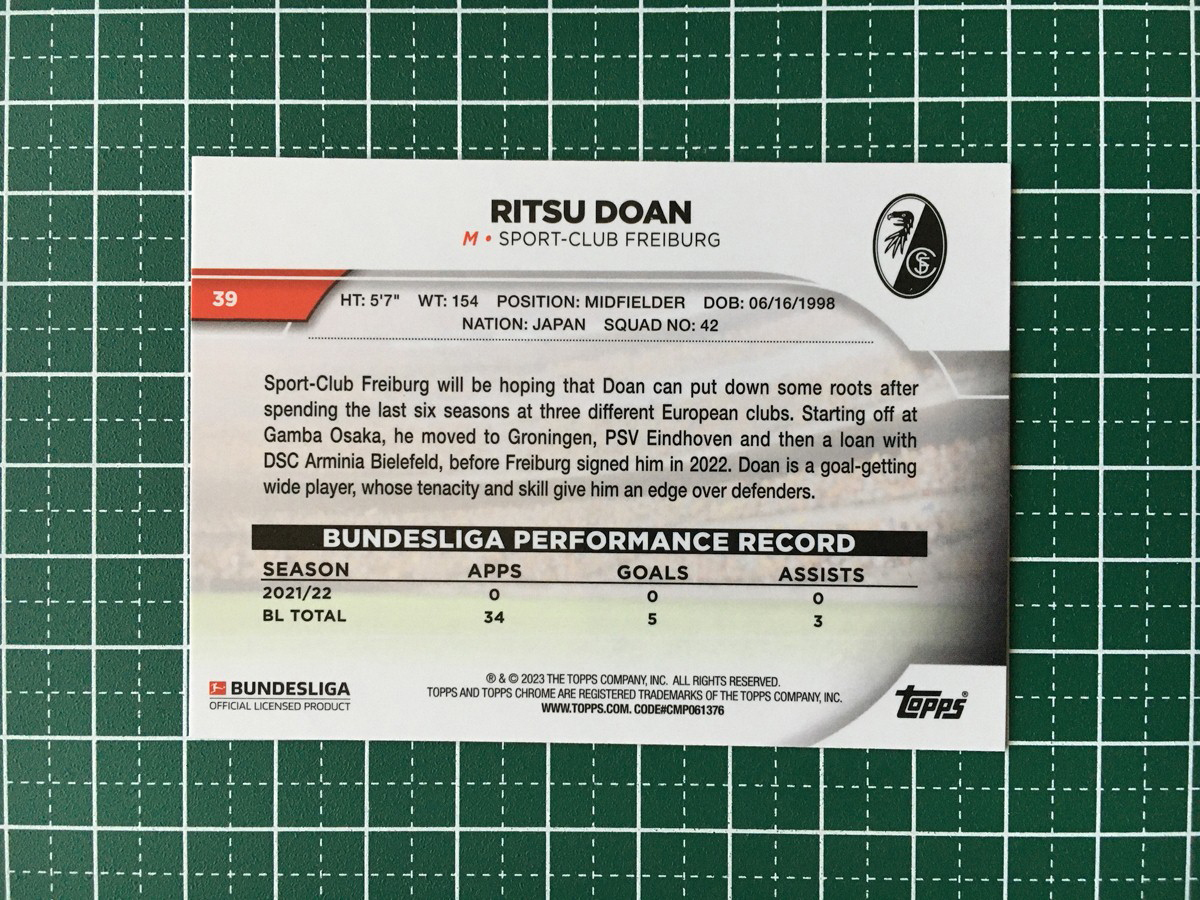 RITSU DOAN
M • SPORT-CLUB FREIBURG
39
HT: 5'7" WT: 154 POSITION: MIDFIELDER DOB: 06/16/1998
NATION: JAPAN SQUAD NO: 42
Sport-Club Freiburg will be hoping that Doan can put down some roots after
spending the last six seasons at three different European clubs. Starting off at
Gamba Osaka, he moved to Groningen, PSV Eindhoven and then a loan with
DSC Arminia Bielefeld, before Freiburg signed him in 2022. Doan is a goal-getting
wide player, whose tenacity and skill give him an edge over defenders.
BUNDESLIGA PERFORMANCE RECORD
SEASON APPS GOALS ASSISTS
2021/22 0 0 0
BL TOTAL 34 5 3
BUNDESLIGA
OFFICIAL LICENSED PRODUCT
® & © 2023 THE TOPPS COMPANY, INC. ALL RIGHTS RESERVED.
TOPPS AND TOPPS CHROME ARE REGISTERED TRADEMARKS OF THE TOPPS COMPANY, INC.
WWW.TOPPS.COM. CODE#CMP061376
topps®